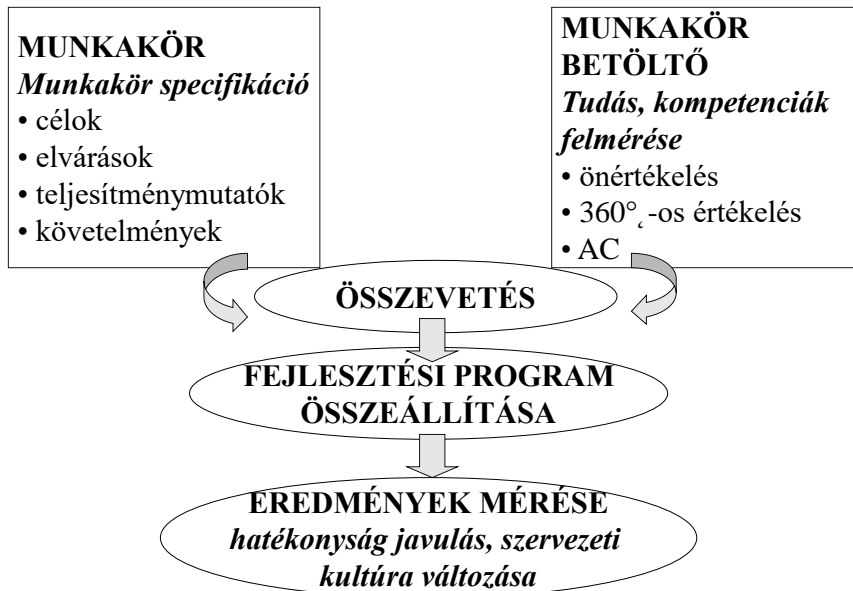 MUNKAKÖR
Munkakör specifikáció
• célok
• elvárások
• teljesítménymutatók
• követelmények
MUNKAKÖR
BETÖLTŐ
Tudás, kompetenciák
felmérése
• önértékelés
• 360°˛-os értékelés
• AC
ÖSSZEVETÉS
FEJLESZTÉSI PROGRAM
ÖSSZEÁLLÍTÁSA
EREDMÉNYEK MÉRÉSE
hatékonyság javulás, szervezeti
kultúra változása